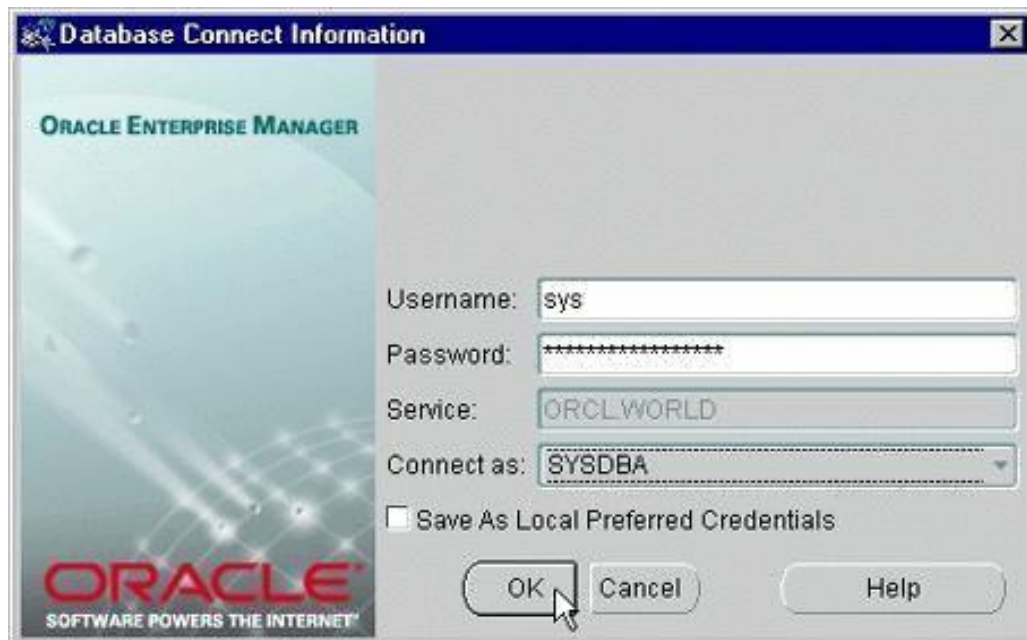 Database Connect Information
ORACLE ENTERPRISE MANAGER
Username: sys
Password: *****************
Service: ORCL.WORLD
Connect as: SYSDBA
Save As Local Preferred Credentials
OK Cancel Help
ORACLE
SOFTWARE POWERS THE INTERNET